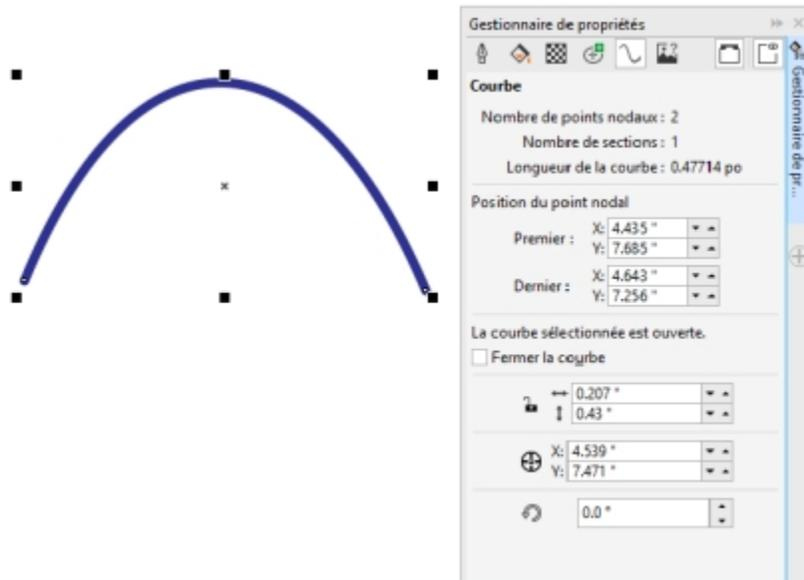 Gestionnaire de propriétés
Courbe
Nombre de points nodaux : 2
Nombre de sections : 1
Longueur de la courbe : 0.47714 po
Position du point nodal
Premier :
X: 4.435 "
Y: 7.685 "
Dernier :
X: 4.643 "
Y: 7.256 "
La courbe sélectionnée est ouverte.
Fermer la courbe
0.207 "
0.43 "
X: 4.539 "
Y: 7.471 "
0.0 °
Gestionnaire de pr...